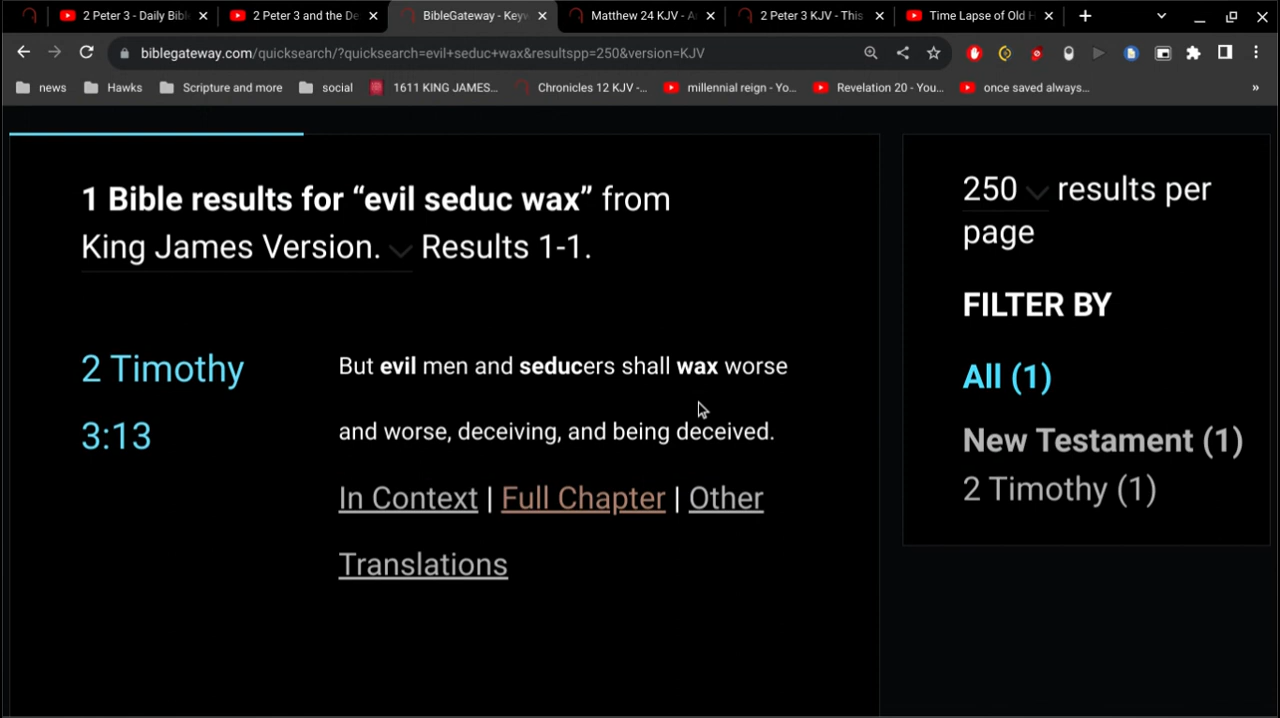 2 Peter 3 - Daily Bibl
2 Peter 3 and the De
BibleGateway - Keyw
Matthew 24 KJV - A
2 Peter 3 KJV - This
Time Lapse of Old H
biblegateway.com/quicksearch/?quicksearch=evil+seduc+wax&resultspp=250&version=KJV
news
Hawks
Scripture and more
social
1611 KING JAMES...
Chronicles 12 KJV -...
millennial reign - Yo...
Revelation 20 - You...
once saved always...
»
1 Bible results for “evil seduc wax” from
King James Version. Results 1-1.
2 Timothy
3:13
But evil men and seducers shall wax worse
and worse, deceiving, and being deceived.
In Context | Full Chapter | Other
Translations
250 results per
page
FILTER BY
All (1)
New Testament (1)
2 Timothy (1)